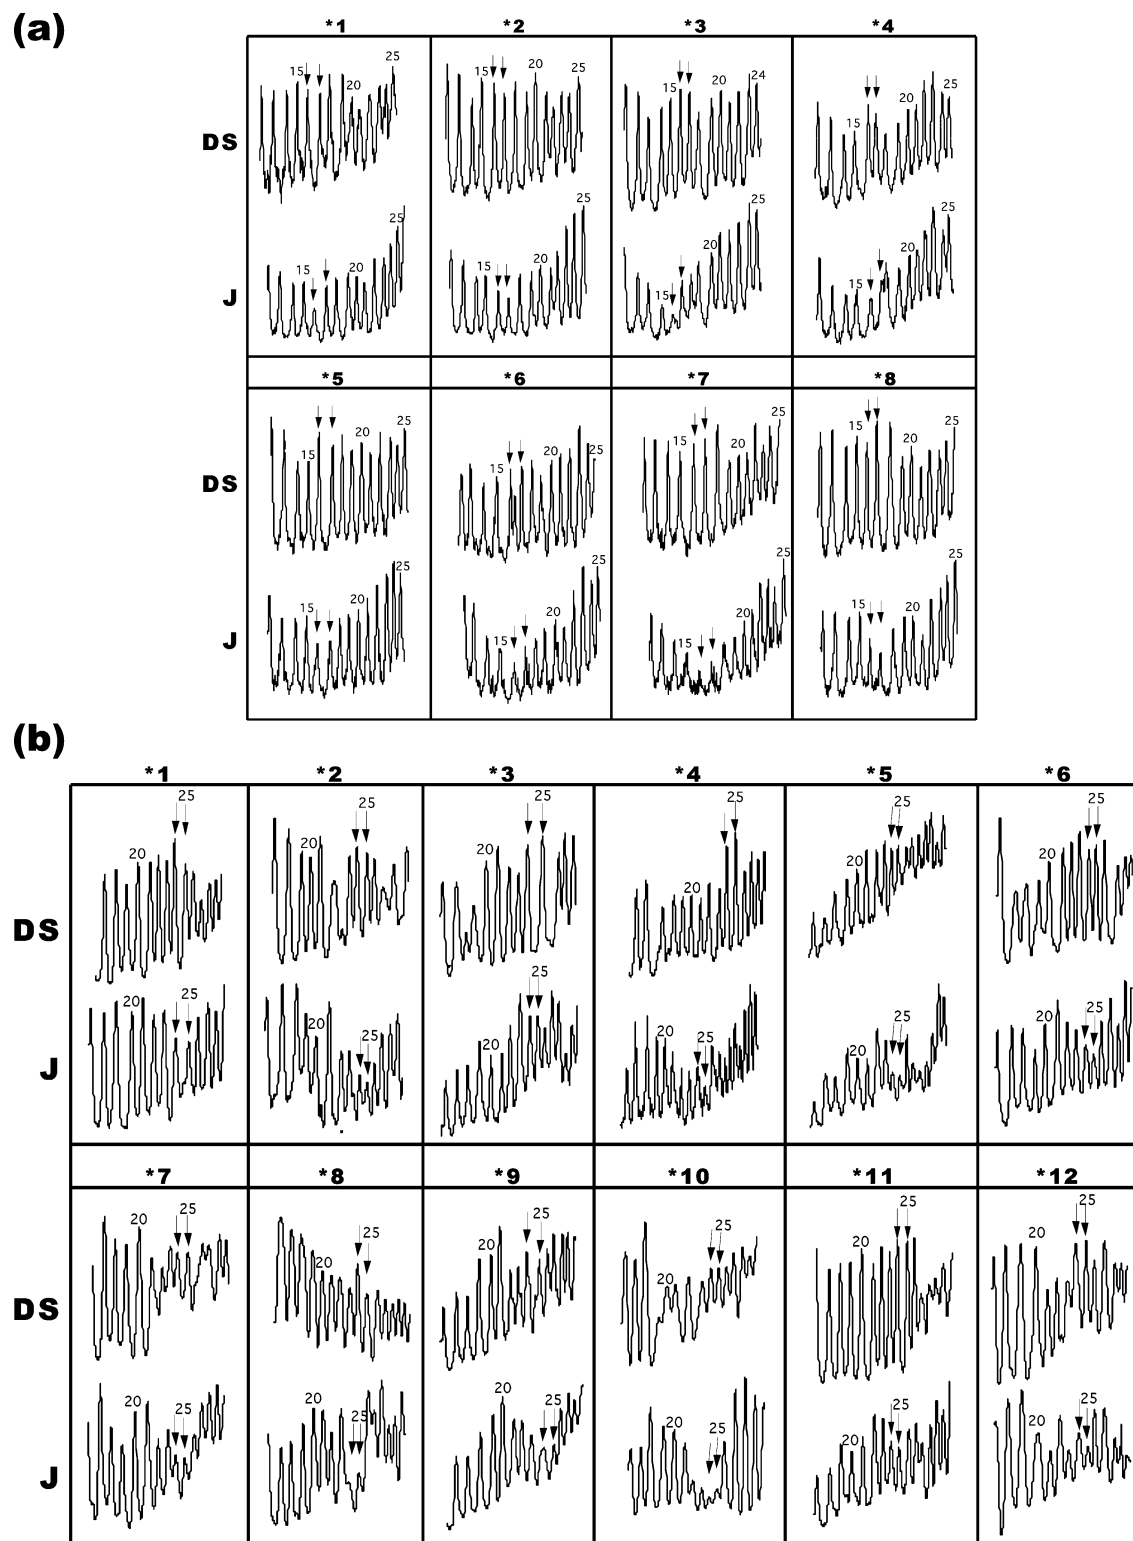 (a)
*1 *2 *3 *4
DS 15 20 25 15 20 25 15 20 24 15 20 25
J 15 20 25 15 20 25 15 20 25 15 20 25
*5 *6 *7 *8
DS 15 20 25 15 20 25 15 20 25 15 20 25
J 15 20 25 15 20 25 15 20 25 15 20 25
(b)
*1 *2 *3 *4 *5 *6
DS 20 25 20 25 20 25 20 25 20 25 20 25
J 20 25 20 25 20 25 20 25 20 25 20 25
*7 *8 *9 *10 *11 *12
DS 20 25 20 25 20 25 20 25 20 25 20 25
J 20 25 20 25 20 25 20 25 20 25 20 25